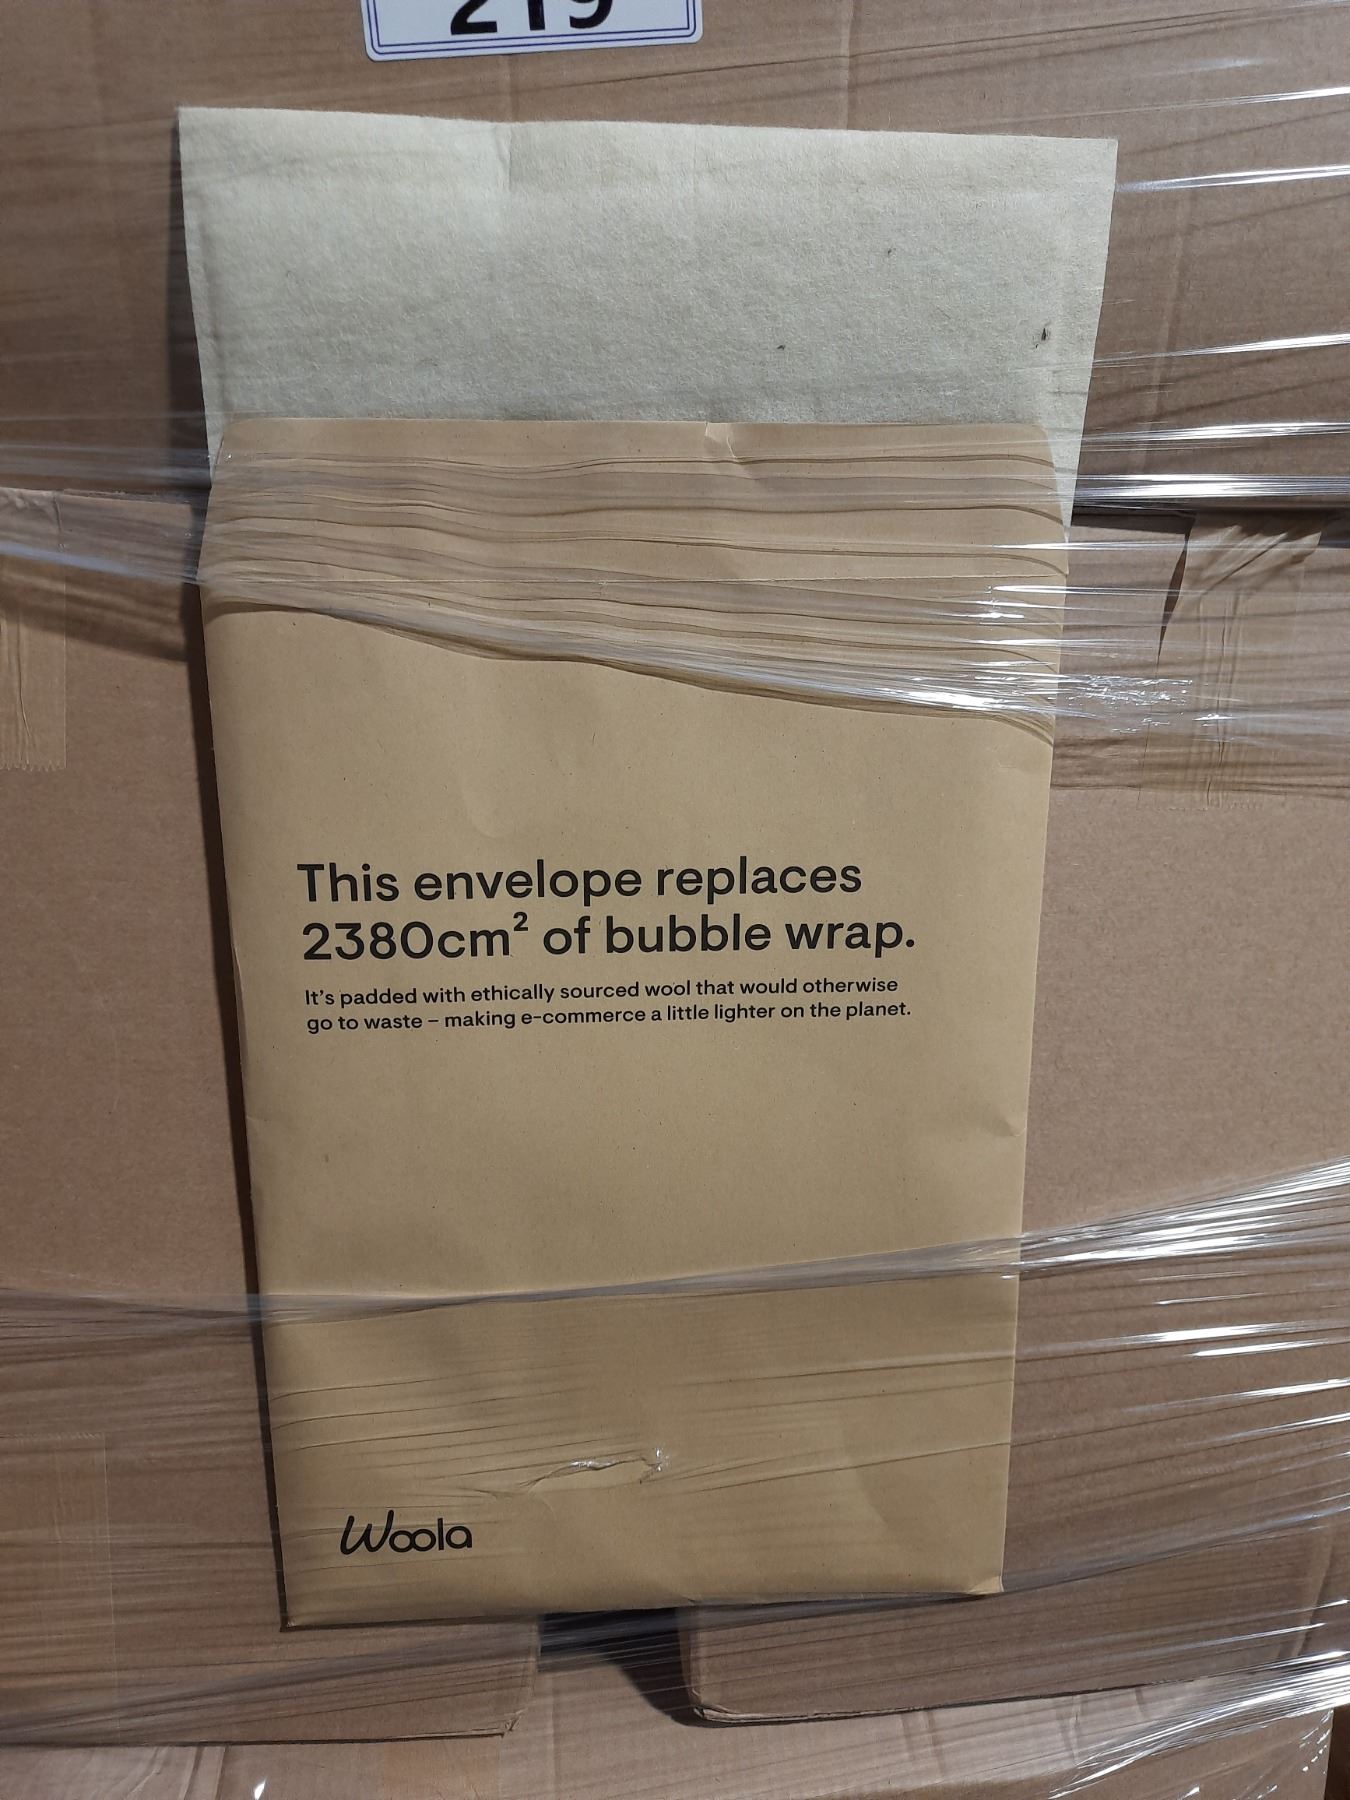 219
This envelope replaces
2380cm² of bubble wrap.
It's padded with ethically sourced wool that would otherwise
go to waste – making e-commerce a little lighter on the planet.
Woola